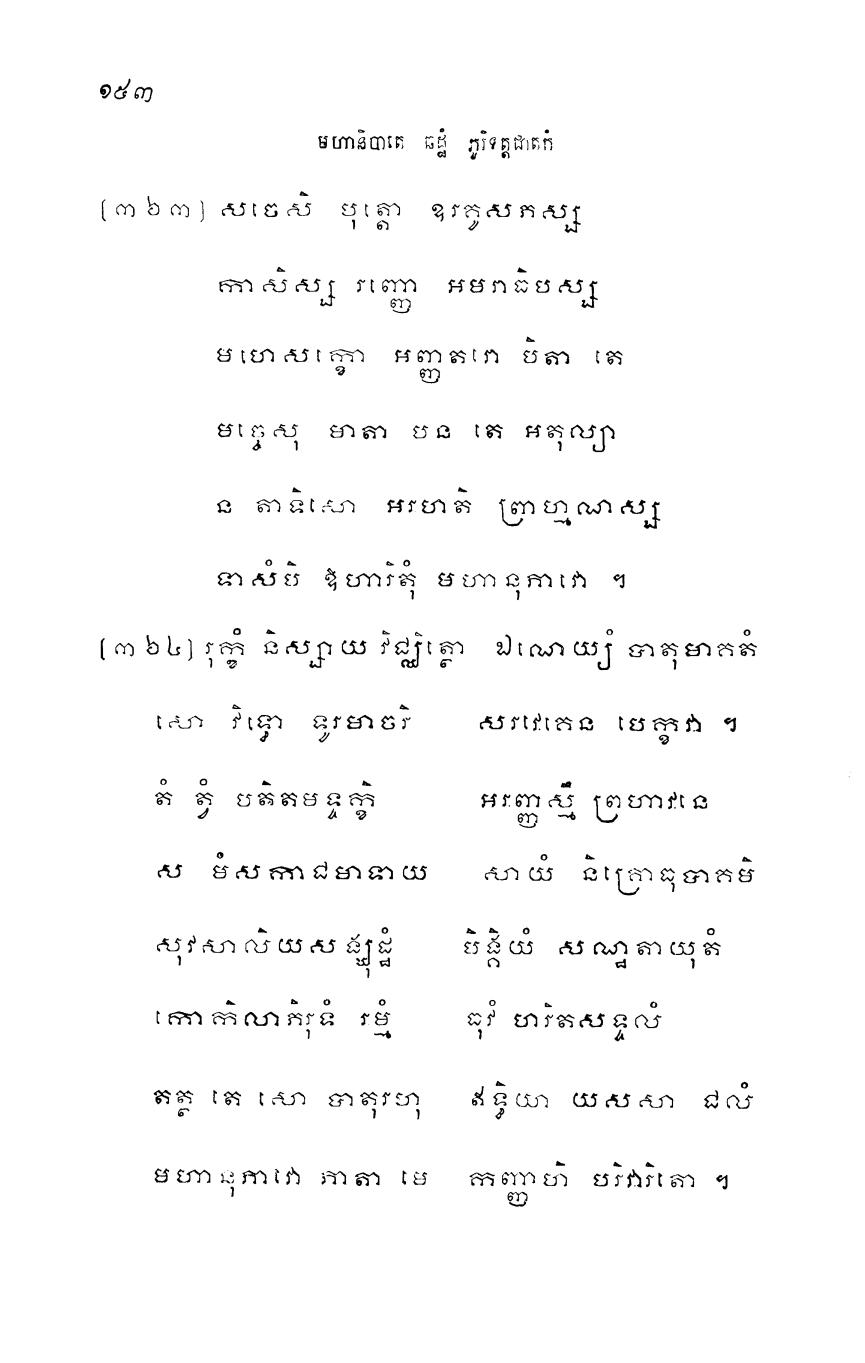 ១៥៣
មហានិបាតេ ឆដ្ឋំ ភូរិទត្តជាតកំ
(៣៦៣) សចេសិ បុត្តោ ឧរគូសភស្ស
កាសិស្ស រញ្ញោ អមរាធិបស្ស
មហេសក្ខោ អញ្ញតរោ បិតា តេ
មច្ចេសុ មាតា បន តេ អតុល្យា
ន តាទិសោ អរហតិ ព្រាហ្មណស្ស
ទាសំបិ ឱហារិតុំ មហានុភាវោ ។
(៣៦៤) រុក្ខំ និស្សាយ វិជ្ឈិត្ថោ ឯណេយ្យំ បាតុមាគតំ
សោ វិទ្ធោ ទូរមាចរិ សរវេគេន បេក្ខវា ។
តំ ត្វំ បតិតមទ្ទក្ខិ អរញ្ញស្មឹ ព្រហាវនេ
ស មំសកាជមាទាយ សាយំ និគ្រោធុបាគមិ
សុវសាលិយសង្ឃុដ្ឋំ បិង្គិយំ សណ្ឋតាយុតំ
កោកិលាភិរុទំ រម្មំ ធុវំ ហរិតសទ្ទលំ
តត្ថ តេ សោ បាតុរហុ ឥទ្ធិយា យសសា ជលំ
មហានុភាវោ ភាតា មេ កញ្ញាហិ បរិវារិតោ ។